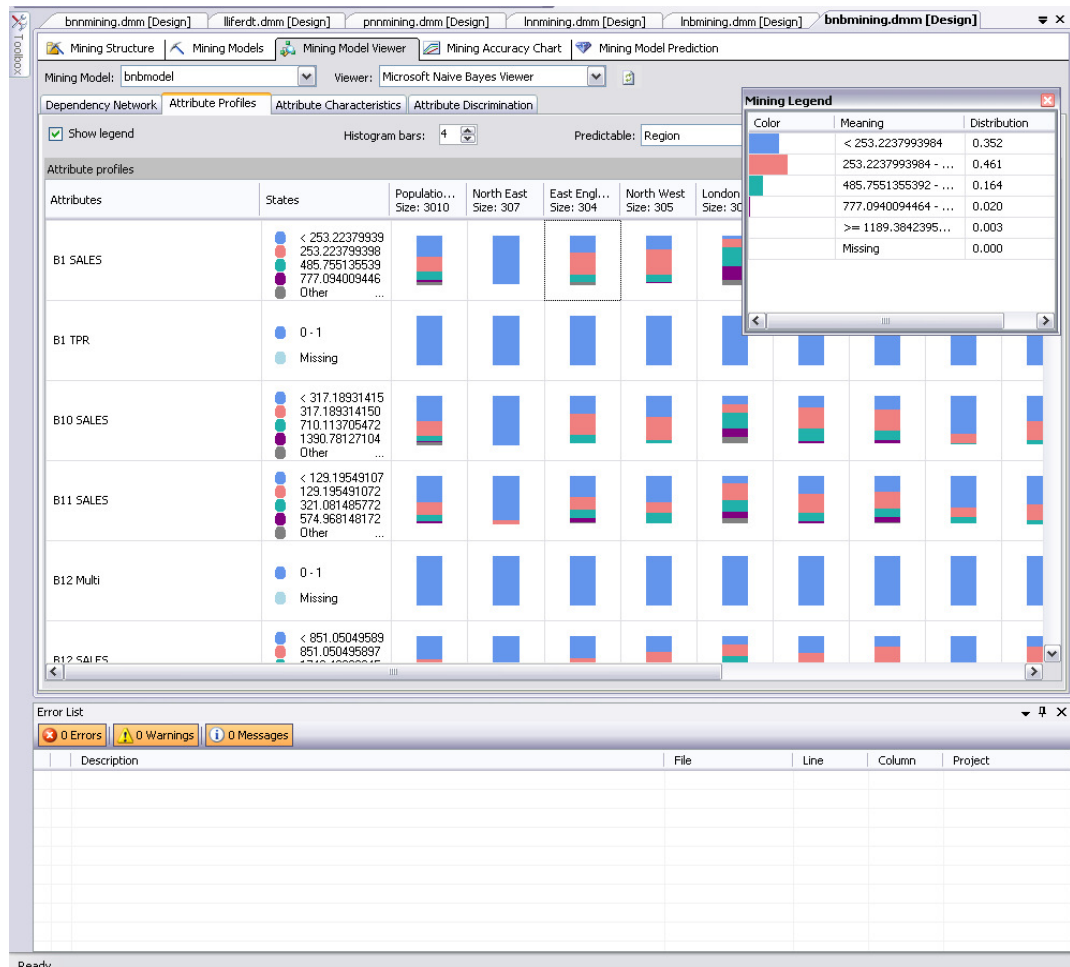 bnnmining.dmm [Design] lliferdt.dmm [Design] pnnmining.dmm [Design] lnnmining.dmm [Design] lnbmining.dmm [Design] bnbmining.dmm [Design]
Toolbox
Mining Structure Mining Models Mining Model Viewer Mining Accuracy Chart Mining Model Prediction
Mining Model: bnbmodel Viewer: Microsoft Naive Bayes Viewer
Dependency Network Attribute Profiles Attribute Characteristics Attribute Discrimination
Show legend Histogram bars: 4 Predictable: Region
Attribute profiles
Attributes States Populatio... North East East Engl... North West London
Size: 3010 Size: 307 Size: 304 Size: 305 Size: 30
Mining Legend
Color Meaning Distribution
< 253.2237993984 0.352
253.2237993984 - ... 0.461
485.7551355392 - ... 0.164
777.0940094464 - ... 0.020
>= 1189.3842395... 0.003
Missing 0.000
B1 SALES
< 253.22379939
253.223799398
485.755135539
777.094009446
Other ...
B1 TPR
0 - 1
Missing
B10 SALES
< 317.18931415
317.189314150
710.113705472
1390.78127104
Other ...
B11 SALES
< 129.19549107
129.195491072
321.081485772
574.968148172
Other ...
B12 Multi
0 - 1
Missing
B12 SALES
< 851.05049589
851.050495897
Error List
0 Errors 0 Warnings 0 Messages
Description File Line Column Project
Ready